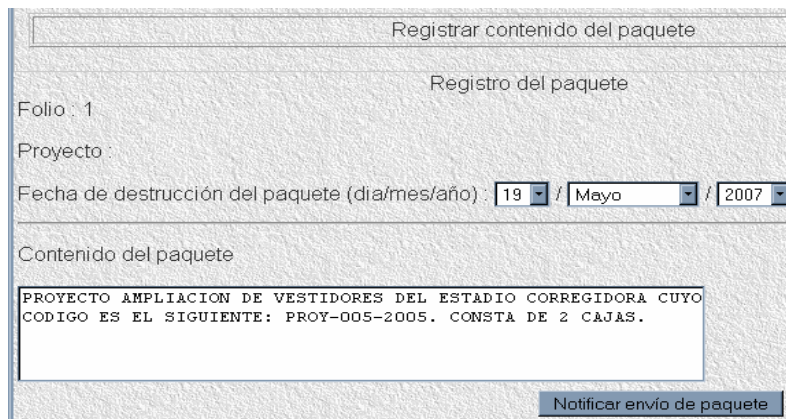 Registrar contenido del paquete
Registro del paquete
Folio : 1
Proyecto :
Fecha de destrucción del paquete (dia/mes/año) : 19 / Mayo / 2007
Contenido del paquete
PROYECTO AMPLIACION DE VESTIDORES DEL ESTADIO CORREGIDORA CUYO
CODIGO ES EL SIGUIENTE: PROY-005-2005. CONSTA DE 2 CAJAS.
Notificar envío de paquete